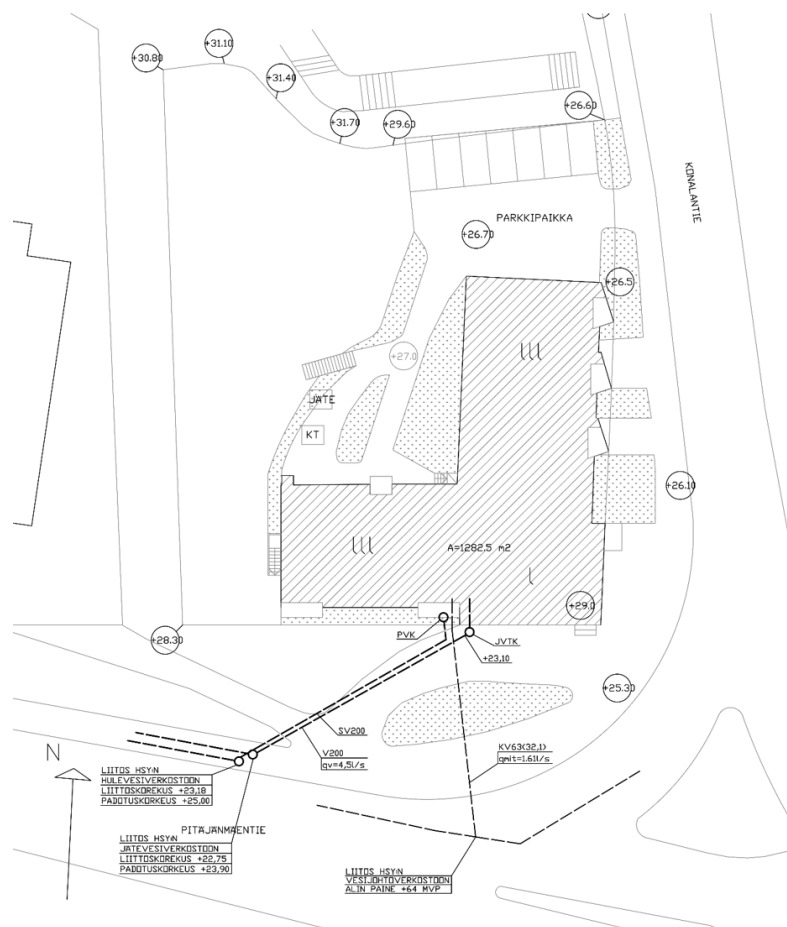 +31.10
+30.80
+31.40
+26.60
+31.70
+29.60
KONALANTIE
PARKKIPAIKKA
+26.70
+26.5
+27.0
JÄTE
KT
+26.10
A=1282.5 m2
+29.0
PVK
JVTK
+28.30
+23,10
+25.30
SV200
V200
qv=4,5l/s
KV63(32,1)
qmit=1.61l/s
N
LIITOS HSY:N
HULEVESIVERKOSTOON
LIITTOSKOREKUS +23,18
PADOTUSKORKEUS +25,00
PITÄJÄNMÄENTIE
LIITOS HSY:N
JÄTEVESIVERKOSTOON
LIITTOSKOREKUS +22,75
PADOTUSKORKEUS +23,90
LIITOS HSY:N
VESIJOHTOVERKOSTOON
ALIN PAINE +64 MVP